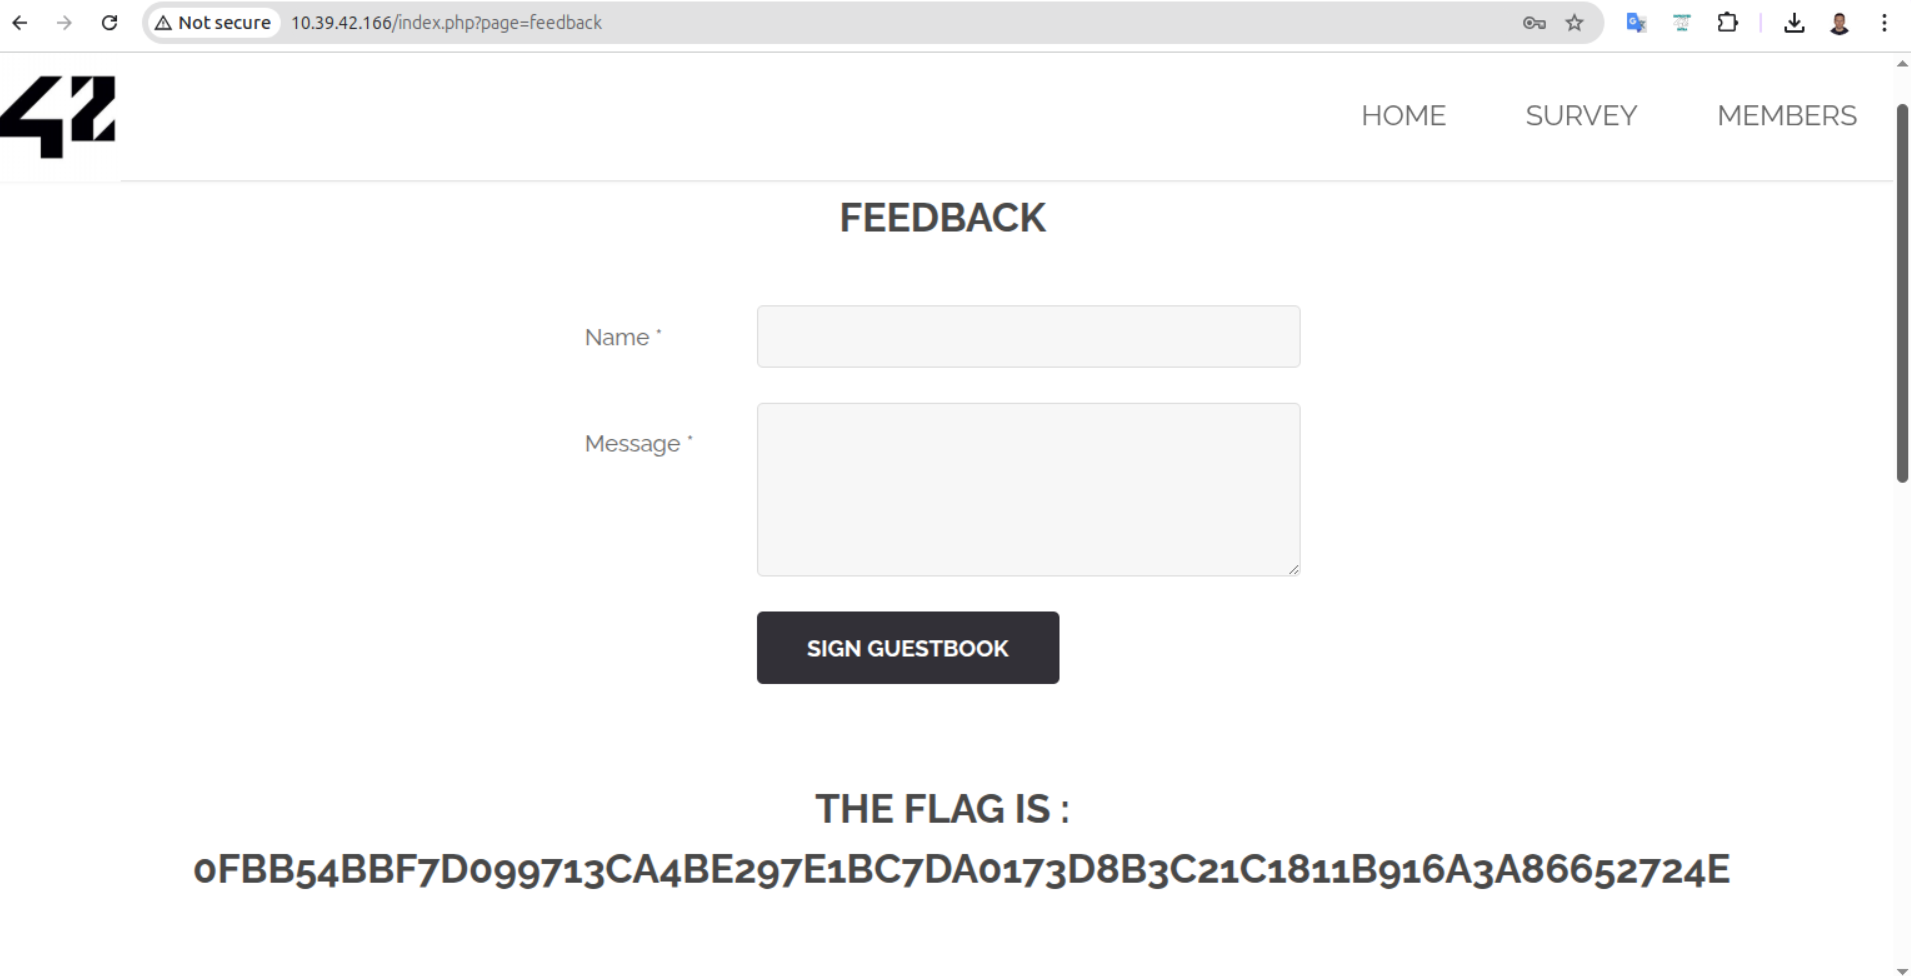 Not secure 10.39.42.166/index.php?page=feedback
42
HOME SURVEY MEMBERS
FEEDBACK
Name *
Message *
SIGN GUESTBOOK
THE FLAG IS :
0FBB54BBF7D099713CA4BE297E1BC7DA0173D8B3C21C1811B916A3A86652724E